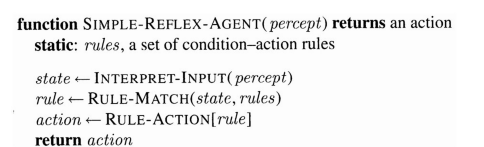 function SIMPLE-REFLEX-AGENT(percept) returns an action
static: rules, a set of condition–action rules
state ← INTERPRET-INPUT(percept)
rule ← RULE-MATCH(state, rules)
action ← RULE-ACTION[rule]
return action